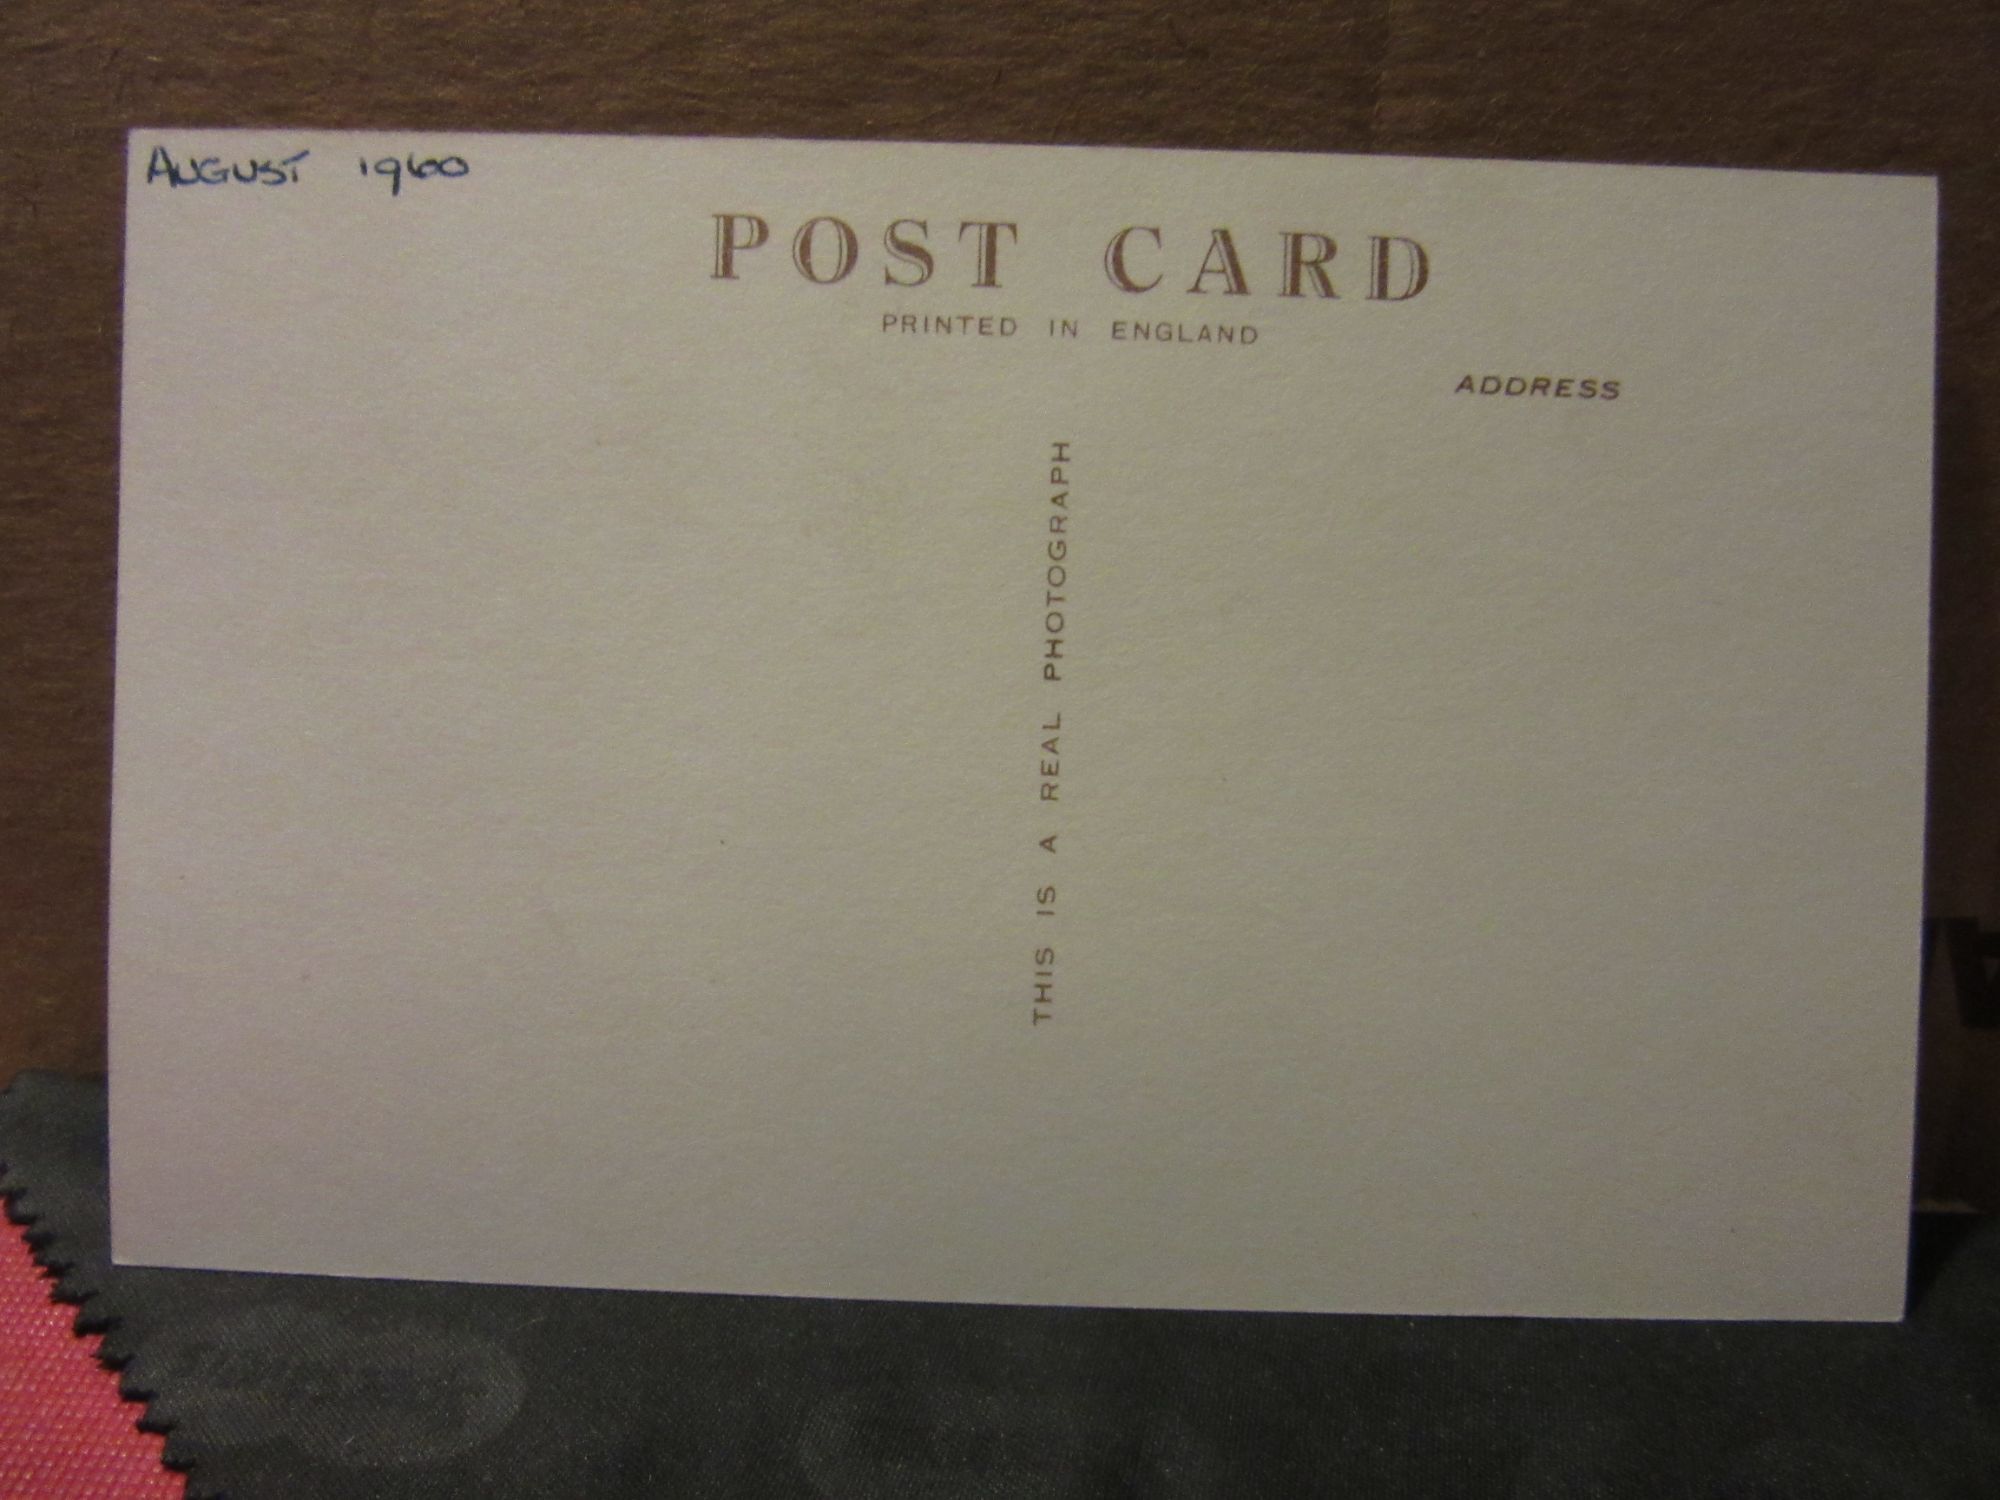 AUGUST 1960
POST CARD
PRINTED IN ENGLAND
ADDRESS
THIS IS A REAL PHOTOGRAPH